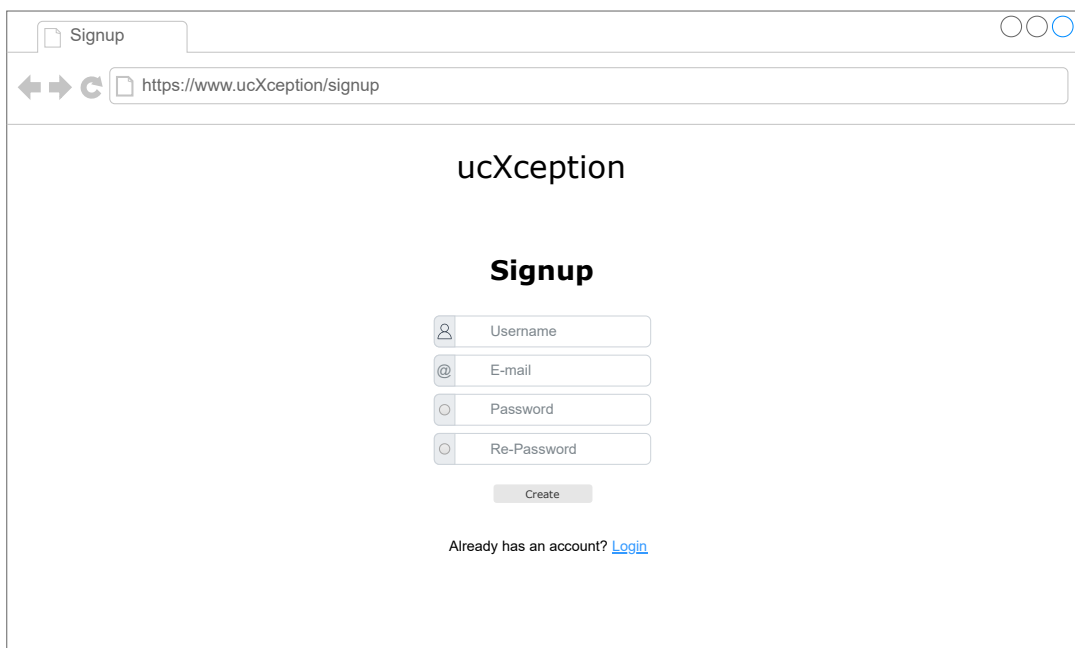 Signup
https://www.ucXception/signup
ucXception
Signup
Username
@ E-mail
Password
Re-Password
Create
Already has an account? Login